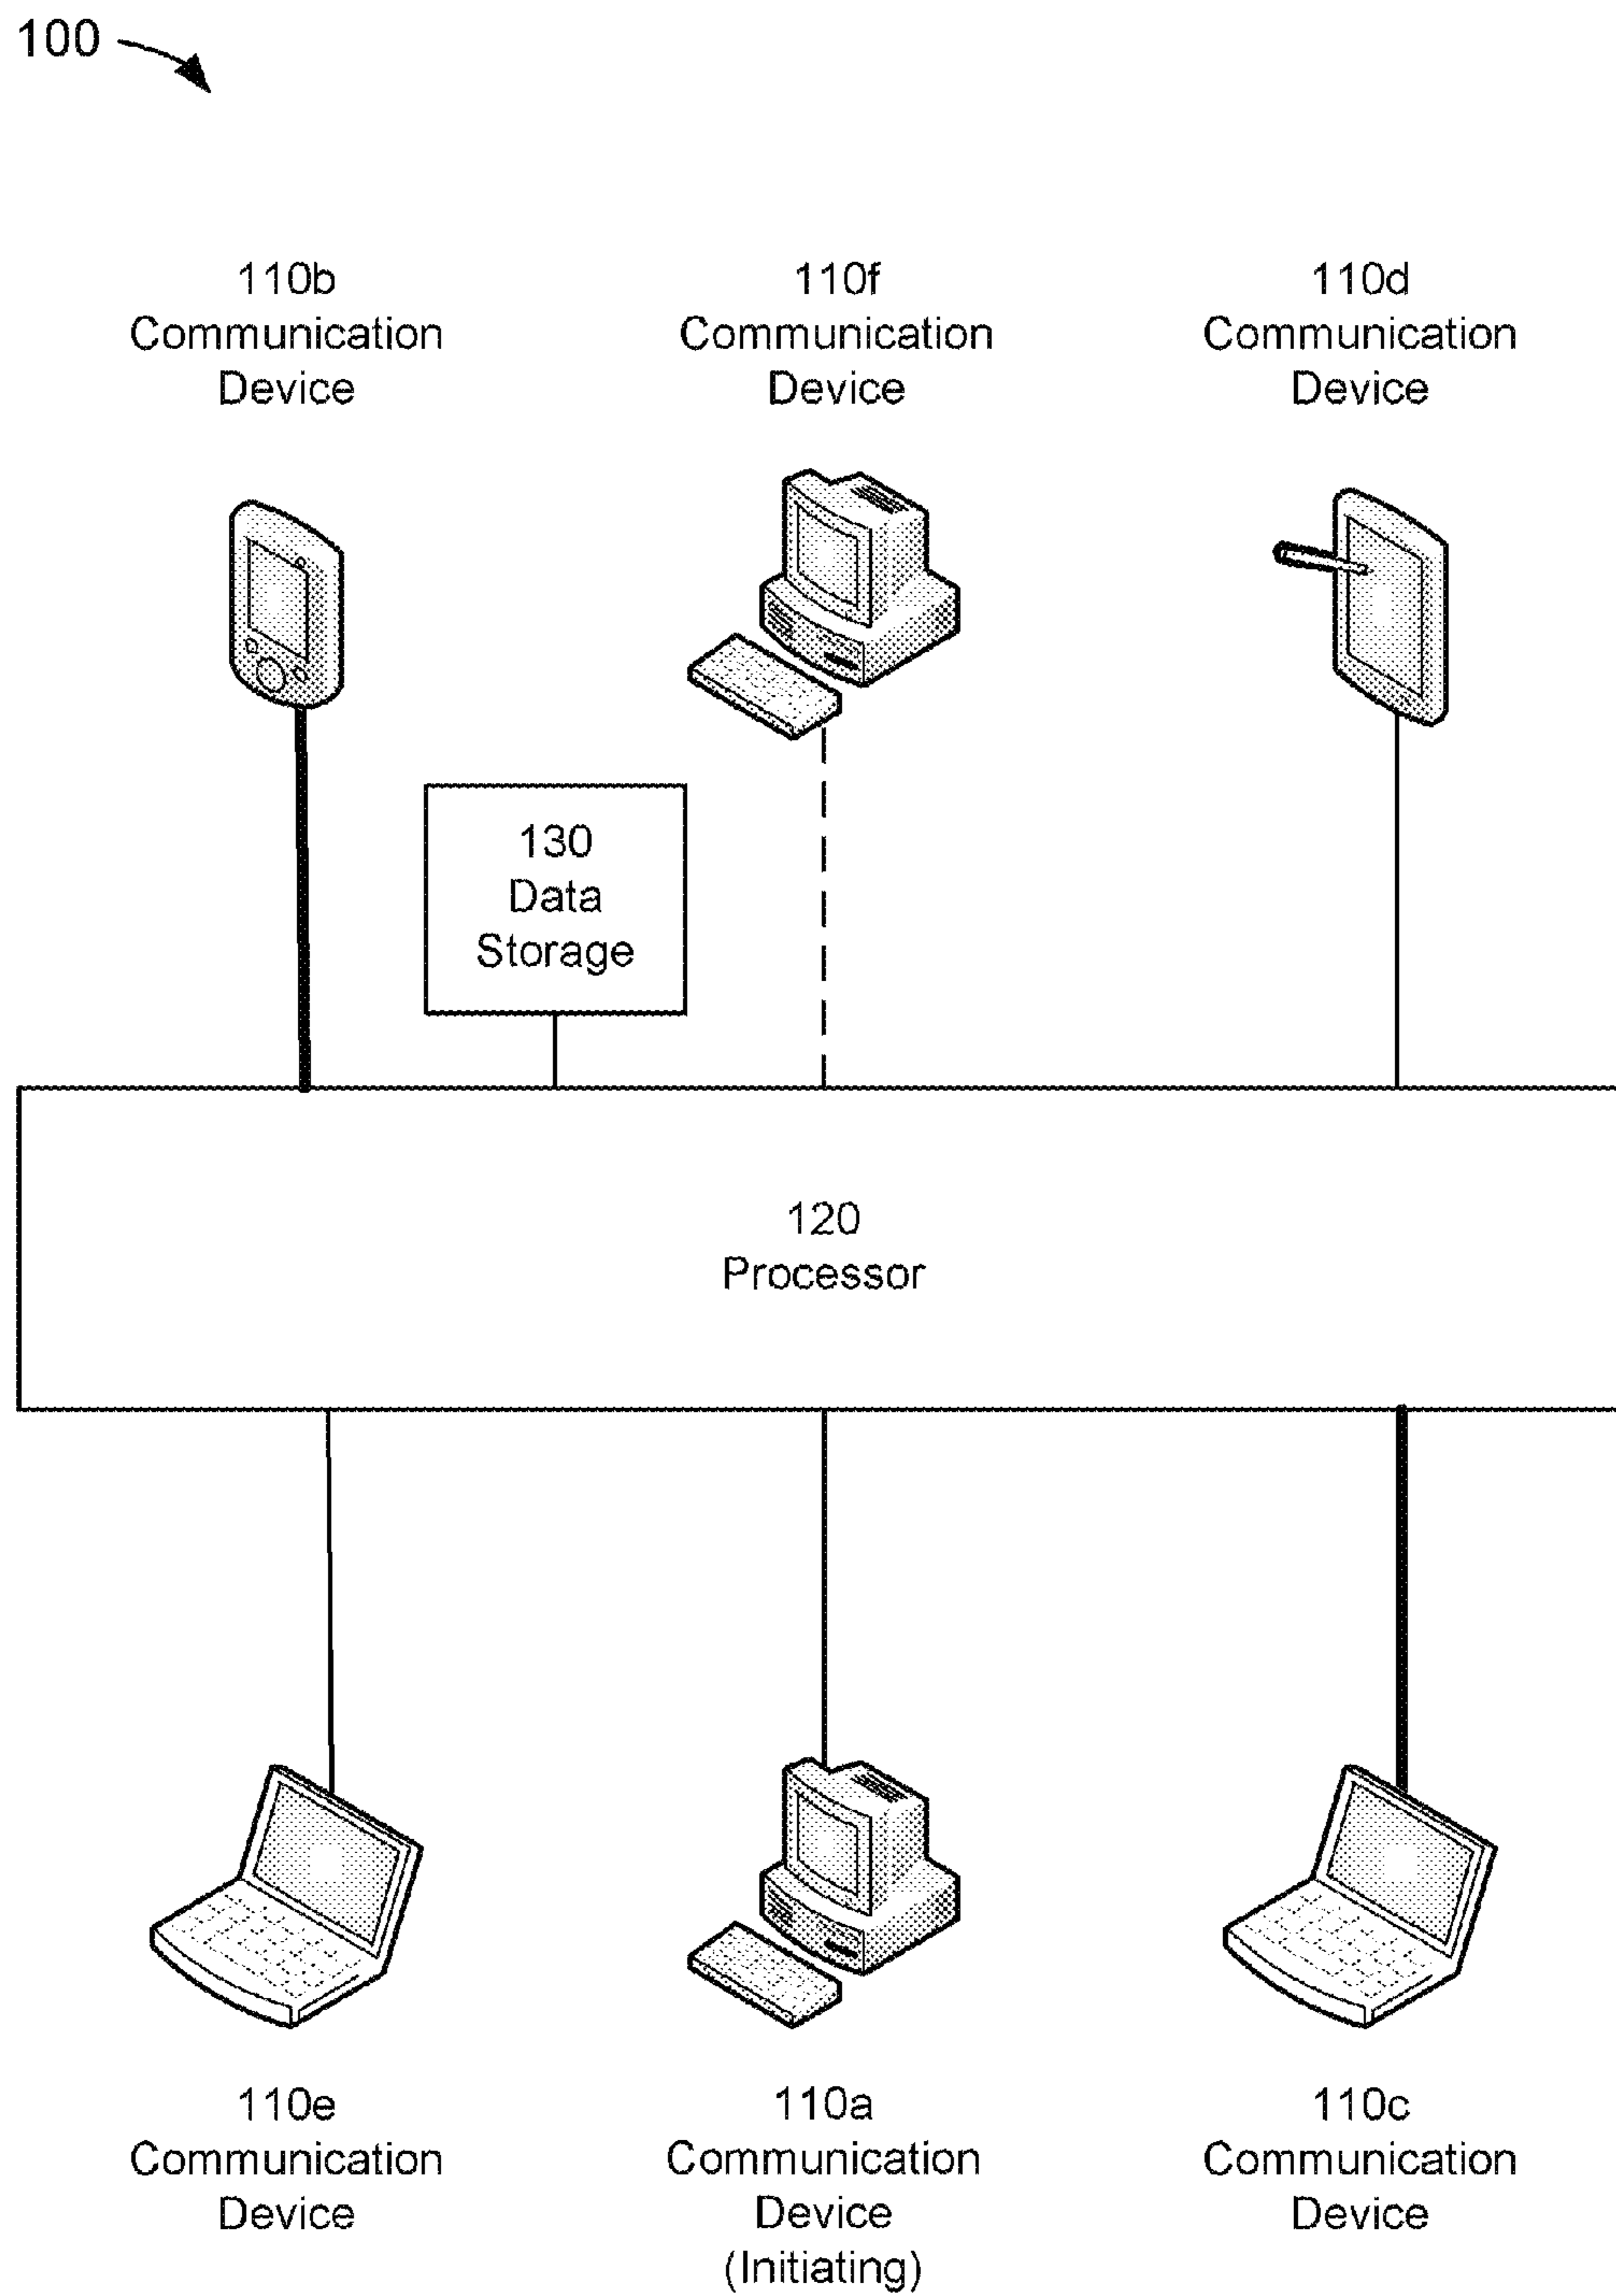 100
110b
Communication
Device
110f
Communication
Device
110d
Communication
Device
130
Data
Storage
120
Processor
110e
Communication
Device
110a
Communication
Device
(Initiating)
110c
Communication
Device